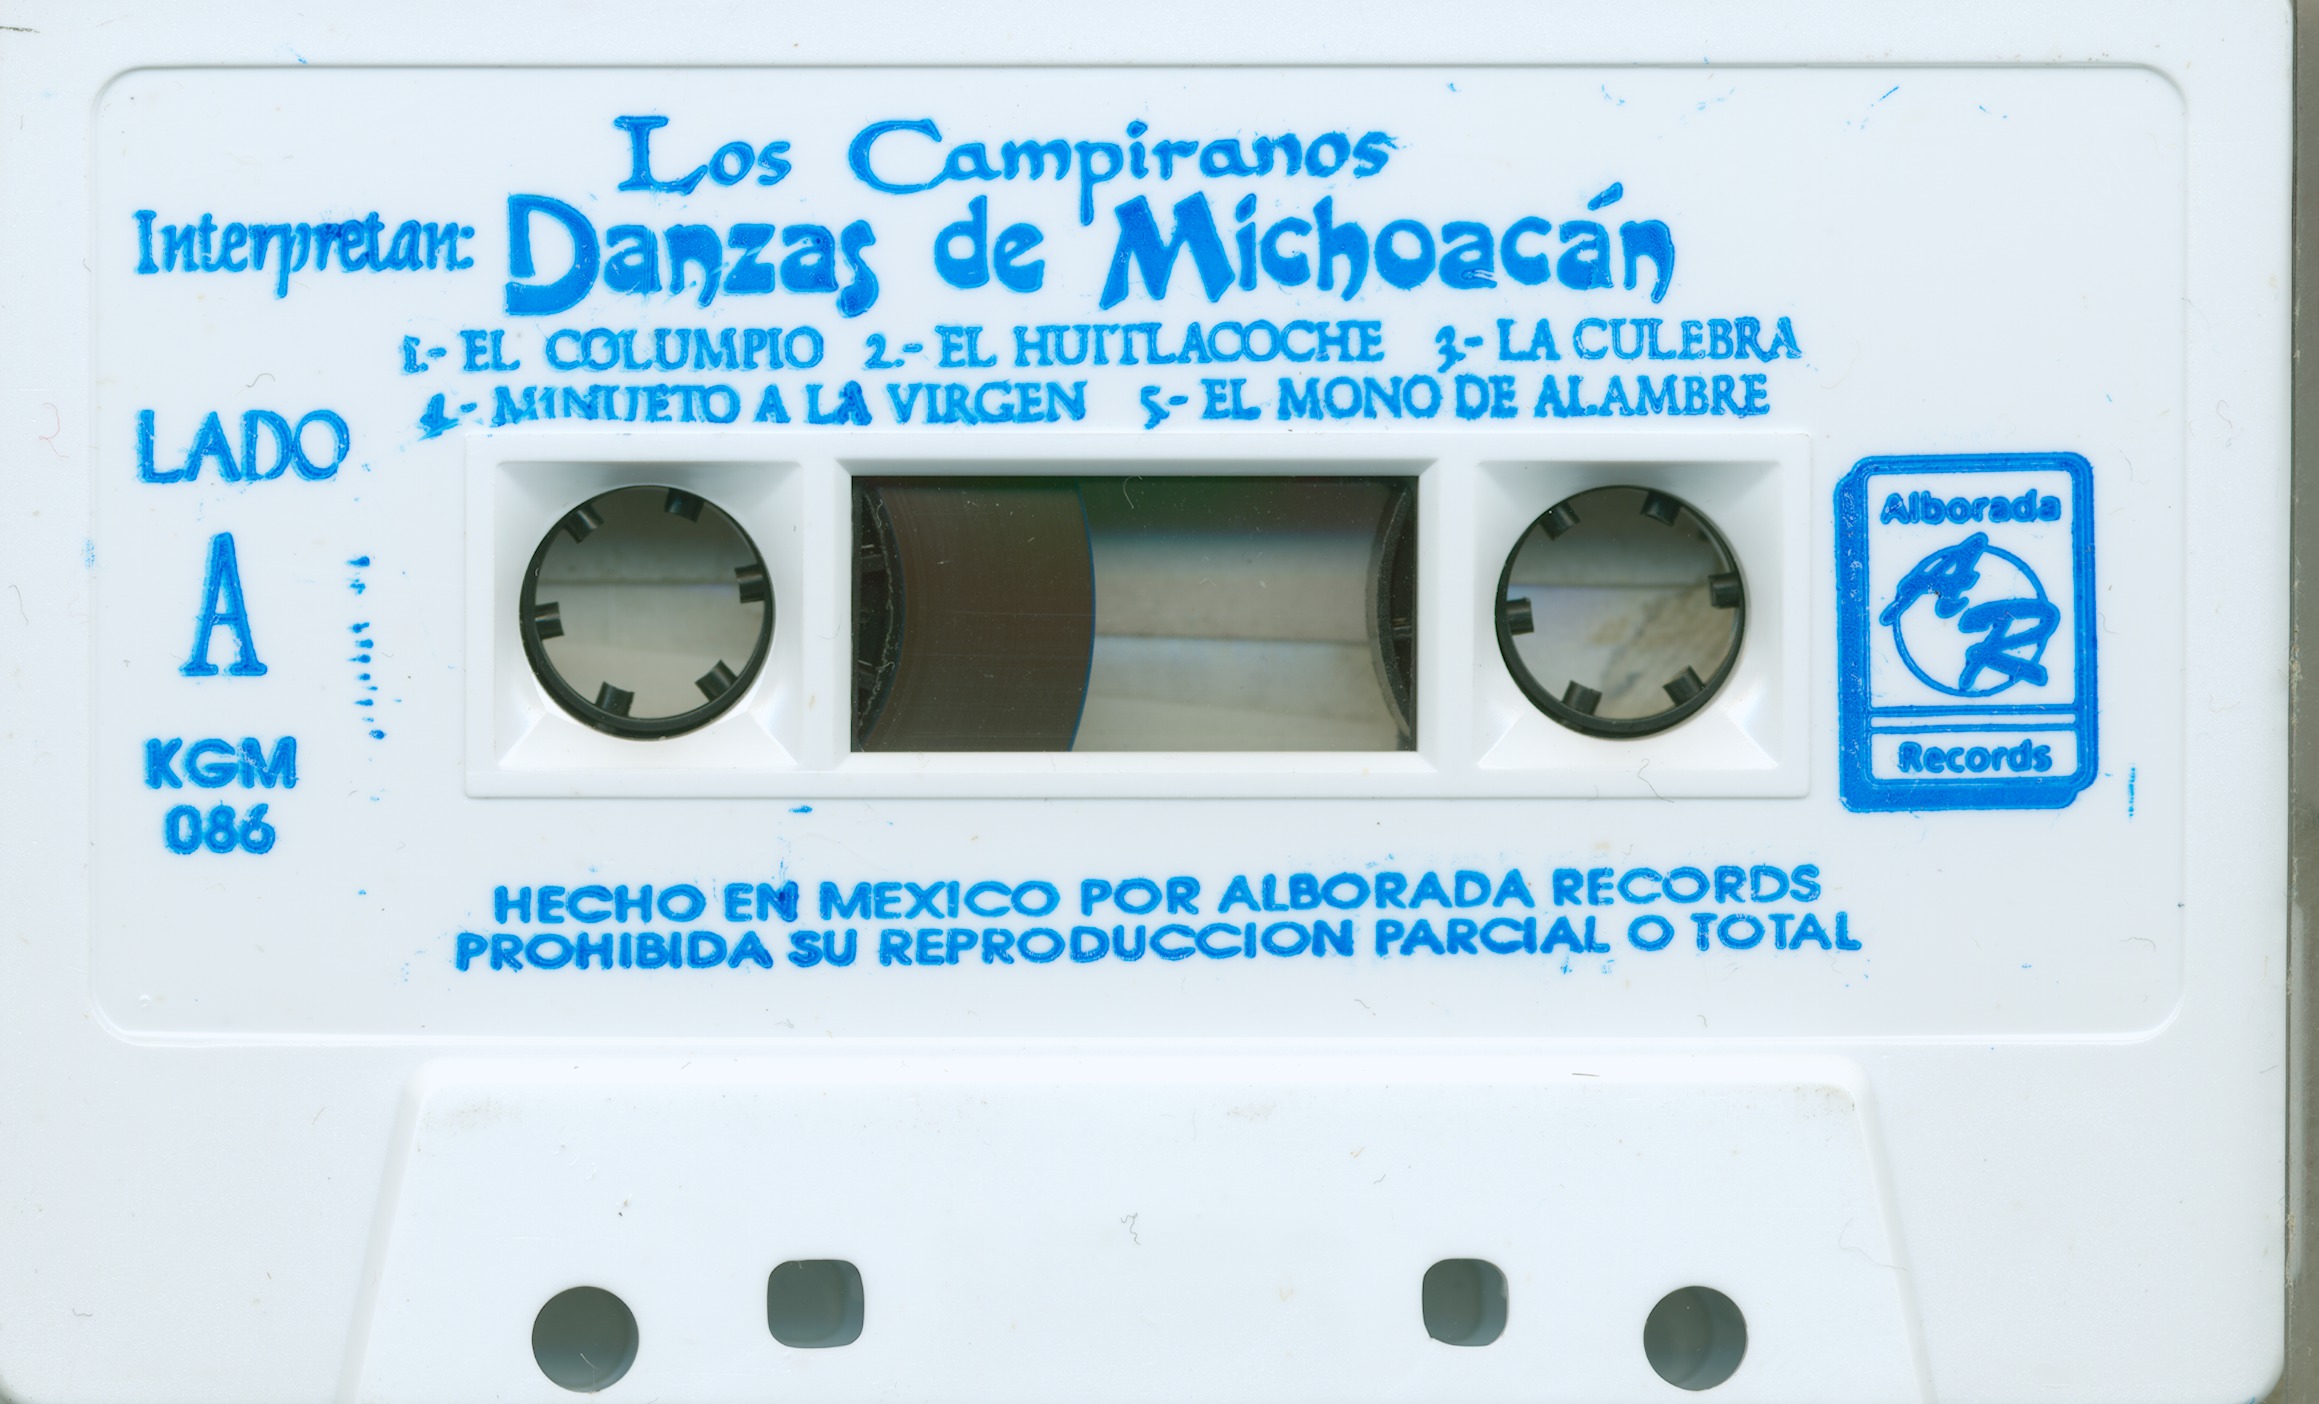 Los Campiranos
Interpretan: Danzas de Michoacán
1.- EL COLUMPIO 2.- EL HUITLACOCHE 3.- LA CULEBRA
4.- MINUETO A LA VIRGEN 5.- EL MONO DE ALAMBRE
LADO
A
KGM
086
Alborada
AR
Records
HECHO EN MEXICO POR ALBORADA RECORDS
PROHIBIDA SU REPRODUCCION PARCIAL O TOTAL